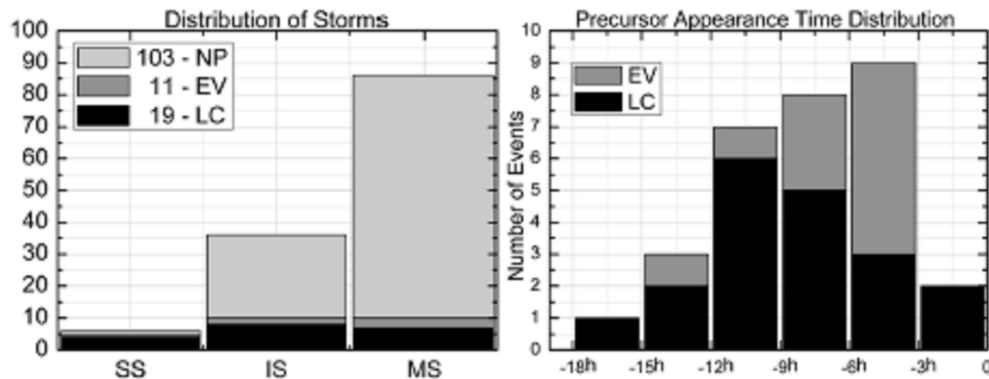 Distribution of Storms
100
90
80
70
60
50
40
30
20
10
0
103 - NP
11 - EV
19 - LC
SS IS MS
Precursor Appearance Time Distribution
Number of Events
10
9
8
7
6
5
4
3
2
1
0
EV
LC
-18h -15h -12h -9h -6h -3h 0